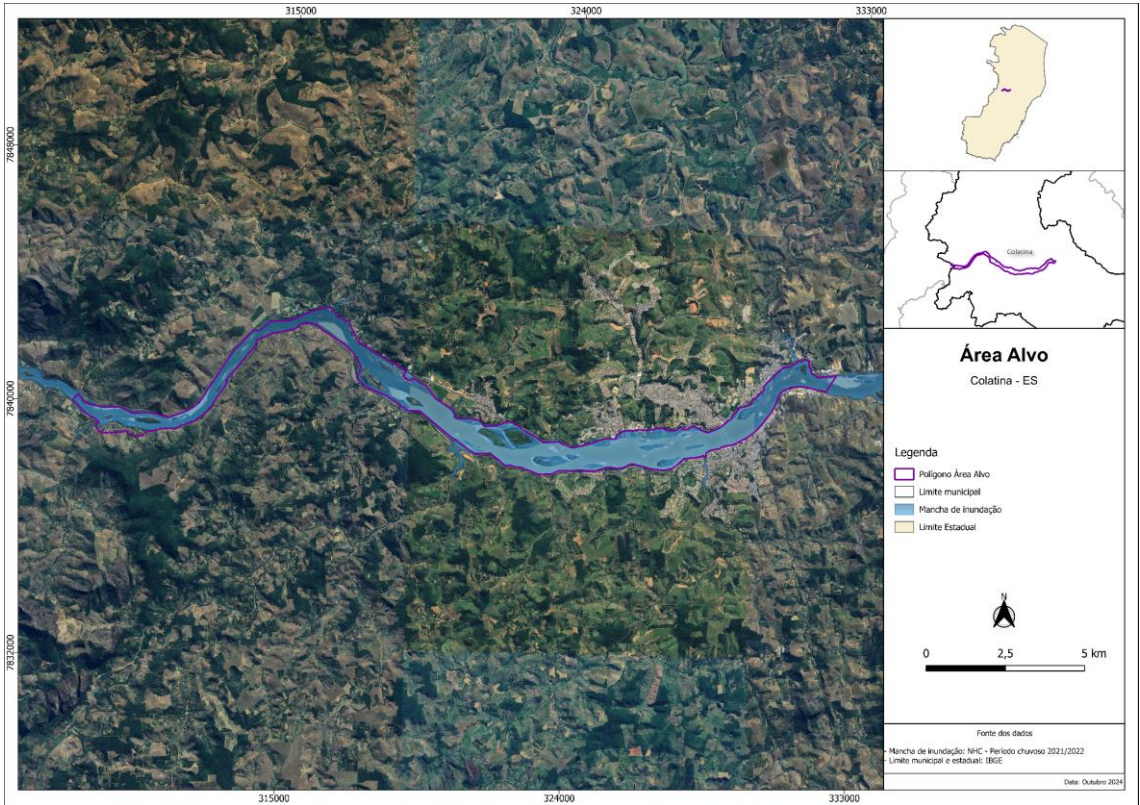 315000
324000
333000
7848000
7840000
7832000
315000
324000
333000
Colatina
Área Alvo
Colatina - ES
Legenda
Polígono Área Alvo
Limite municipal
Mancha de inundação
Limite Estadual
N
0 2,5 5 km
Fonte dos dados
- Mancha de inundação: NHC - Período chuvoso 2021/2022
- Limite municipal e estadual: IBGE
Data: Outubro 2024